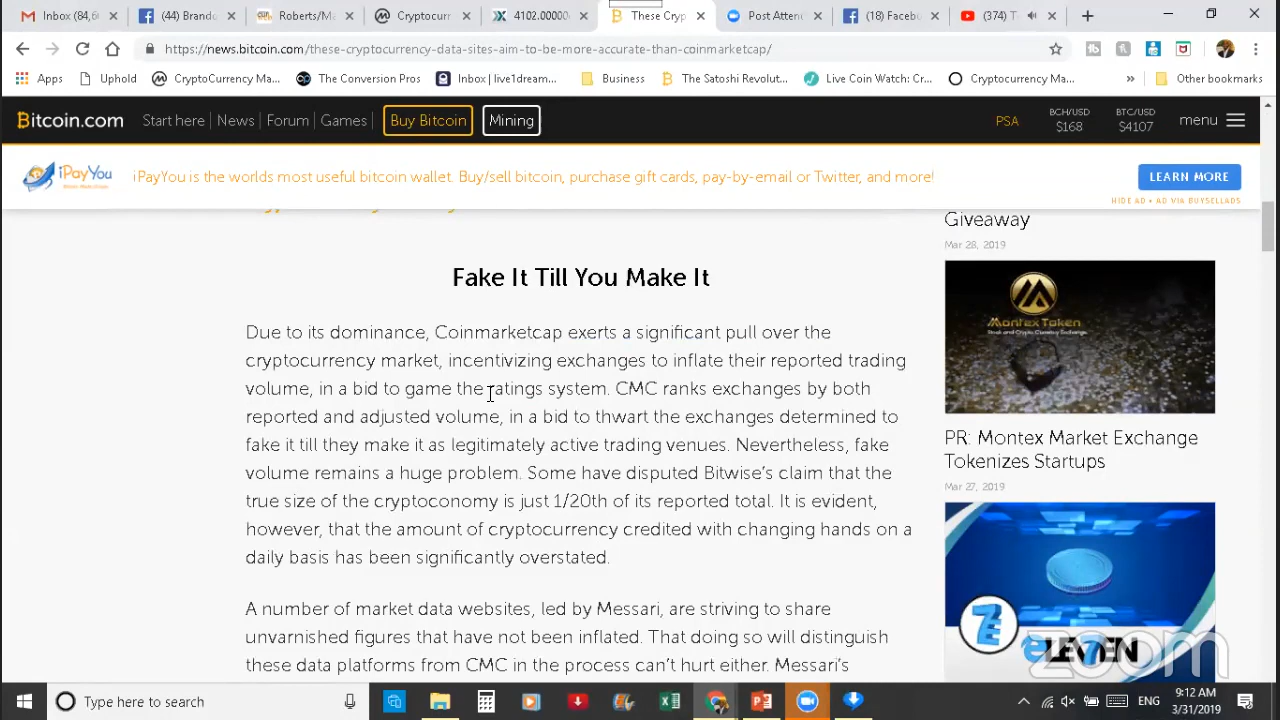 Inbox (4,6
(44) Brando
Roberts/M
Cryptocurr
4102.00000
These Cryp
Post Atten
(18) Facebu
(374) T
https://news.bitcoin.com/these-cryptocurrency-data-sites-aim-to-be-more-accurate-than-coinmarketcap/
Apps
Uphold
CryptoCurrency Ma...
The Conversion Pros
Inbox | live1dream...
Business
The Satoshi Revolut...
Live Coin Watch: Cr...
Cryptocurrency Ma...
»
Other bookmarks
Bitcoin.com
Start here | News | Forum | Games |
Buy Bitcoin
Mining
PSA
BCH/USD
$168
BTC/USD
$4107
menu
iPayYou
iPayYou is the worlds most useful bitcoin wallet. Buy/sell bitcoin, purchase gift cards, pay-by-email or Twitter, and more!
LEARN MORE
HIDE AD • AD VIA BUYSELLADS
Fake It Till You Make It
Due to its dominance, Coinmarketcap exerts a significant pull over the
cryptocurrency market, incentivizing exchanges to inflate their reported trading
volume, in a bid to game the ratings system. CMC ranks exchanges by both
reported and adjusted volume, in a bid to thwart the exchanges determined to
fake it till they make it as legitimately active trading venues. Nevertheless, fake
volume remains a huge problem. Some have disputed Bitwise's claim that the
true size of the cryptoconomy is just 1/20th of its reported total. It is evident,
however, that the amount of cryptocurrency credited with changing hands on a
daily basis has been significantly overstated.
A number of market data websites, led by Messari, are striving to share
unvarnished figures that have not been inflated. That doing so will distinguish
these data platforms from CMC in the process can't hurt either. Messari's
Giveaway
Mar 28, 2019
Montex Token
PR: Montex Market Exchange
Tokenizes Startups
Mar 27, 2019
7E
eLEVEN
zoom
Type here to search
ENG
9:12 AM
3/31/2019